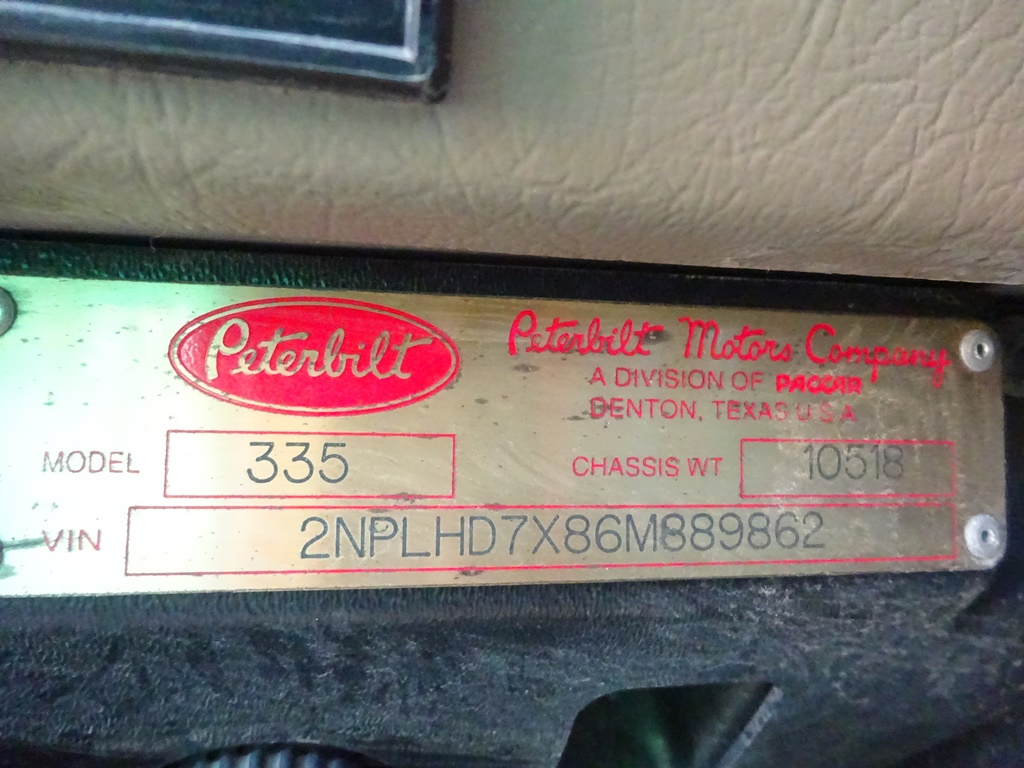 Peterbilt
Peterbilt Motors Company
A DIVISION OF PACCAR
DENTON, TEXAS U S A
MODEL 335 CHASSIS WT 10518
VIN 2NPLHD7X86M889862